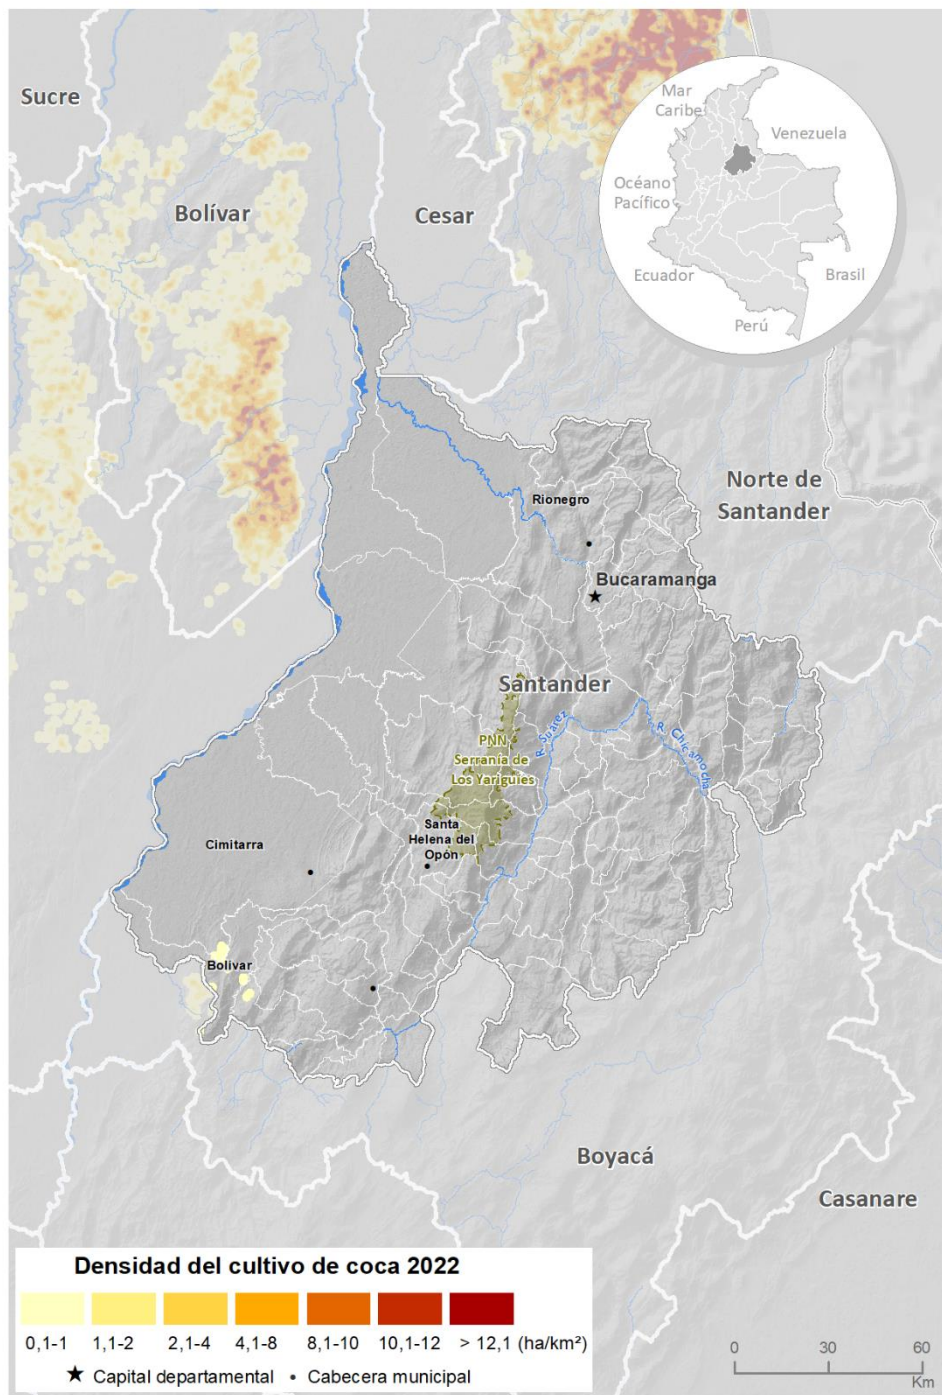 Sucre
Mar
Caribe
Venezuela
Océano
Pacífico
Bolívar
Cesar
Ecuador
Brasil
Perú
Norte de
Santander
Rionegro
Bucaramanga
Santander
R. Suárez
R. Chicamocha
PNN
Serranía de
Los Yariguíes
Santa
Helena del
Opón
Cimitarra
Bolívar
Boyacá
Casanare
Densidad del cultivo de coca 2022
0,1-1 1,1-2 2,1-4 4,1-8 8,1-10 10,1-12 > 12,1 (ha/km²)
★ Capital departamental • Cabecera municipal
0 30 60
Km